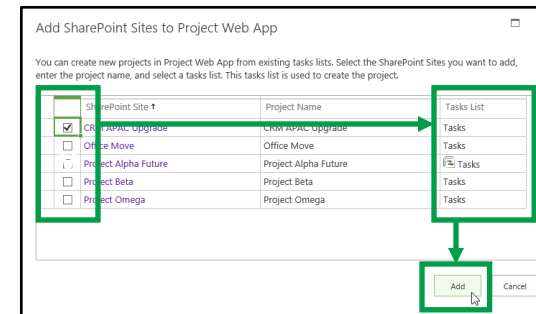 Add SharePoint Sites to Project Web App
You can create new projects in Project Web App from existing tasks lists. Select the SharePoint Sites you want to add,
enter the project name, and select a tasks list. This tasks list is used to create the project.
SharePoint Site ↑ Project Name Tasks List
CRM APAC Upgrade CRM APAC Upgrade Tasks
Office Move Office Move Tasks
Project Alpha Future Project Alpha Future Tasks
Project Beta Project Beta Tasks
Project Omega Project Omega Tasks
Add Cancel